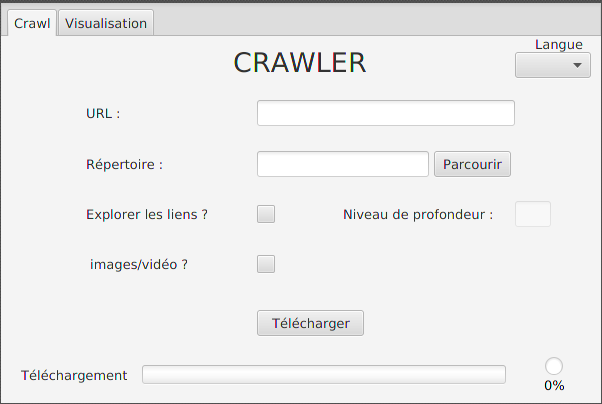 Crawl Visualisation
Langue
CRAWLER
URL :
Répertoire : Parcourir
Explorer les liens ? Niveau de profondeur :
images/vidéo ?
Télécharger
Téléchargement
0%